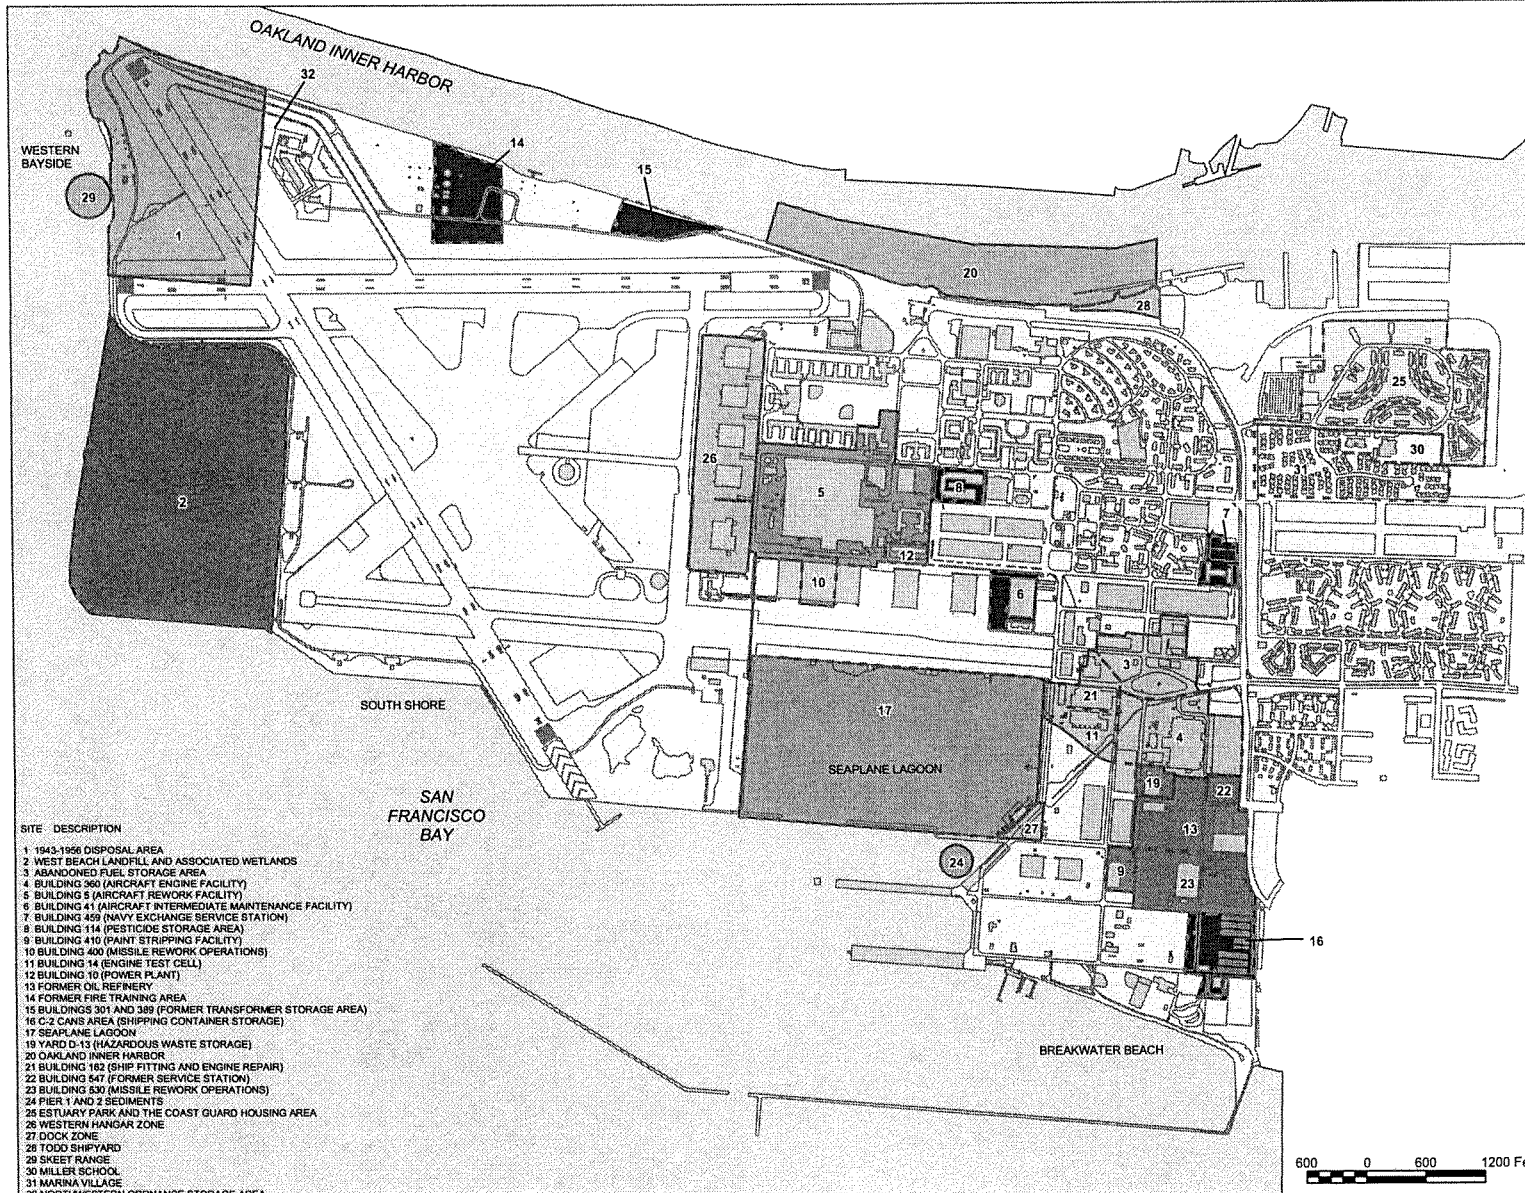 OAKLAND INNER HARBOR
32
14
15
WESTERN
BAYSIDE
29
1
20
28
25
26
30
31
2
5
8
7
12
10
6
3
SOUTH SHORE
17
21
11
4
SEAPLANE LAGOON
19
22
SAN
FRANCISCO
BAY
27
13
24
9
23
16
BREAKWATER BEACH
SITE DESCRIPTION
1 1943-1956 DISPOSAL AREA
2 WEST BEACH LANDFILL AND ASSOCIATED WETLANDS
3 ABANDONED FUEL STORAGE AREA
4 BUILDING 360 (AIRCRAFT ENGINE FACILITY)
5 BUILDING 5 (AIRCRAFT REWORK FACILITY)
6 BUILDING 41 (AIRCRAFT INTERMEDIATE MAINTENANCE FACILITY)
7 BUILDING 459 (NAVY EXCHANGE SERVICE STATION)
8 BUILDING 114 (PESTICIDE STORAGE AREA)
9 BUILDING 410 (PAINT STRIPPING FACILITY)
10 BUILDING 400 (MISSILE REWORK OPERATIONS)
11 BUILDING 14 (ENGINE TEST CELL)
12 BUILDING 10 (POWER PLANT)
13 FORMER OIL REFINERY
14 FORMER FIRE TRAINING AREA
15 BUILDINGS 301 AND 389 (FORMER TRANSFORMER STORAGE AREA)
16 C-2 CANS AREA (SHIPPING CONTAINER STORAGE)
17 SEAPLANE LAGOON
19 YARD D-13 (HAZARDOUS WASTE STORAGE)
20 OAKLAND INNER HARBOR
21 BUILDING 162 (SHIP FITTING AND ENGINE REPAIR)
22 BUILDING 547 (FORMER SERVICE STATION)
23 BUILDING 530 (MISSILE REWORK OPERATIONS)
24 PIER 1 AND 2 SEDIMENTS
25 ESTUARY PARK AND THE COAST GUARD HOUSING AREA
26 WESTERN HANGAR ZONE
27 DOCK ZONE
28 TODD SHIPYARD
29 SKEET RANGE
30 MILLER SCHOOL
31 MARINA VILLAGE
600 0 600 1200 Fe